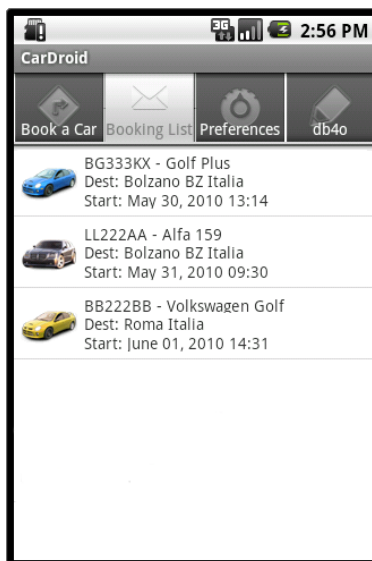 3G 2:56 PM
CarDroid
Book a Car Booking List Preferences db4o
BG333KX - Golf Plus
Dest: Bolzano BZ Italia
Start: May 30, 2010 13:14
LL222AA - Alfa 159
Dest: Bolzano BZ Italia
Start: May 31, 2010 09:30
BB222BB - Volkswagen Golf
Dest: Roma Italia
Start: June 01, 2010 14:31